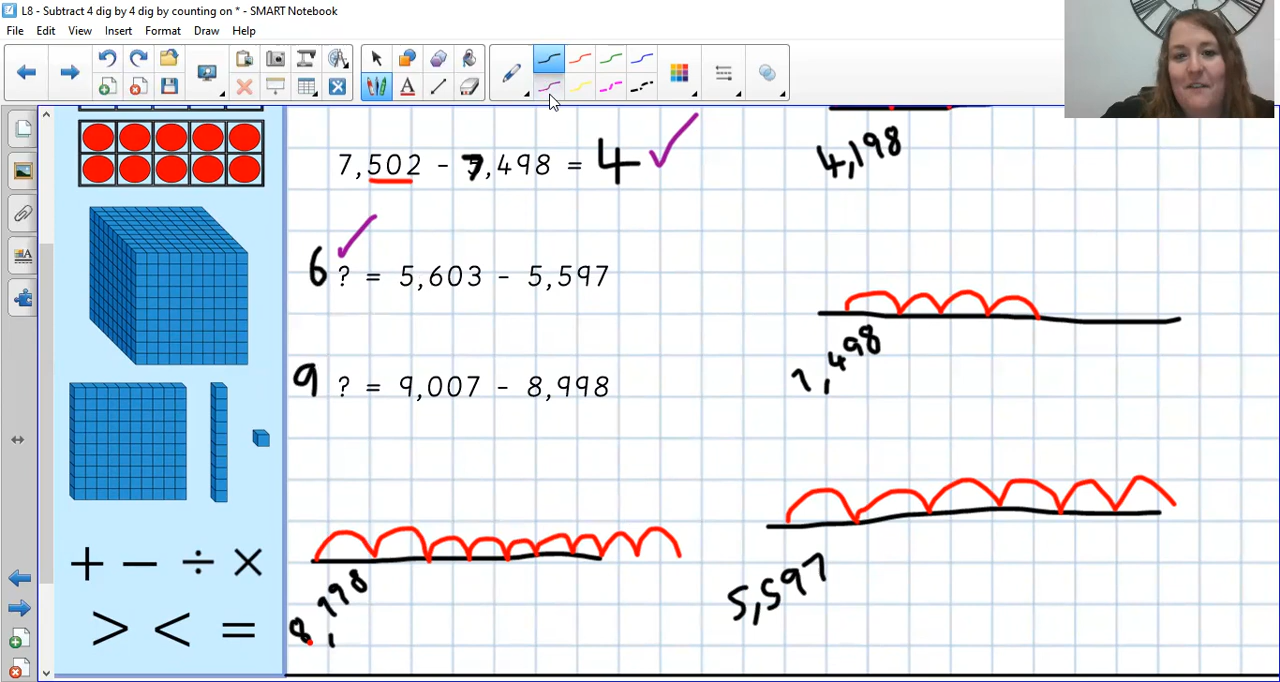 L8 - Subtract 4 dig by 4 dig by counting on * - SMART Notebook
File Edit View Insert Format Draw Help
4,198
7,502 - 7,498 = 4
6 ? = 5,603 - 5,597
7,498
9 ? = 9,007 - 8,998
5,597
8,998
+ − ÷ ×
> < =